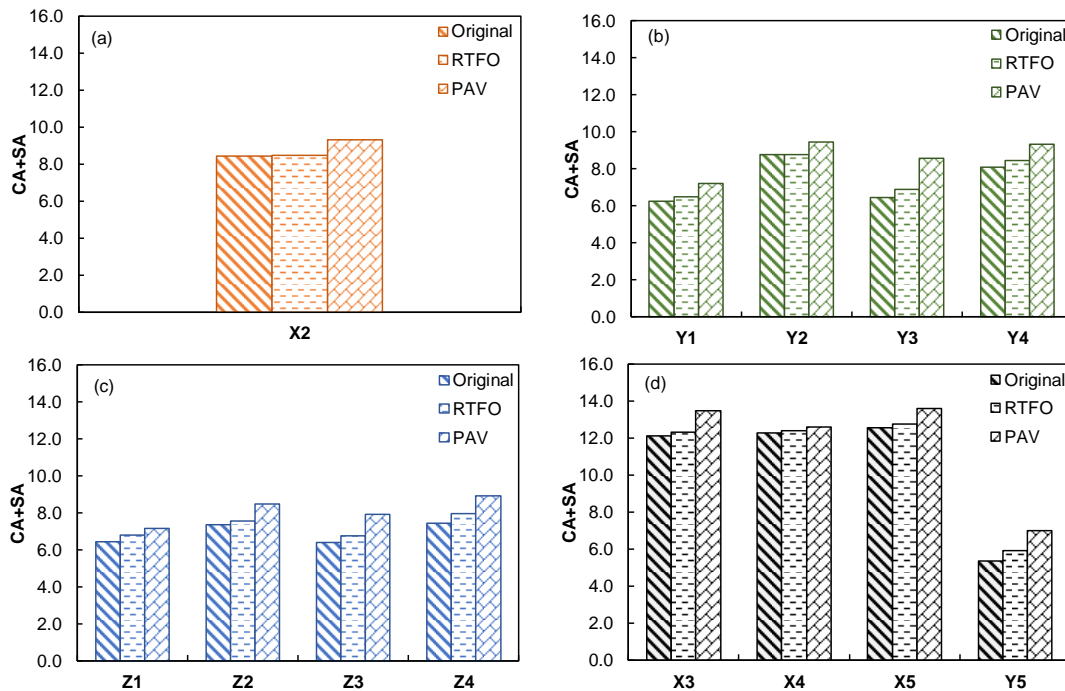 (a)
Original
RTFO
PAV
CA+SA
16.0
14.0
12.0
10.0
8.0
6.0
4.0
2.0
0.0
X2
(b)
Original
RTFO
PAV
CA+SA
16.0
14.0
12.0
10.0
8.0
6.0
4.0
2.0
0.0
Y1 Y2 Y3 Y4
(c)
Original
RTFO
PAV
CA+SA
16.0
14.0
12.0
10.0
8.0
6.0
4.0
2.0
0.0
Z1 Z2 Z3 Z4
(d)
Original
RTFO
PAV
CA+SA
16.0
14.0
12.0
10.0
8.0
6.0
4.0
2.0
0.0
X3 X4 X5 Y5